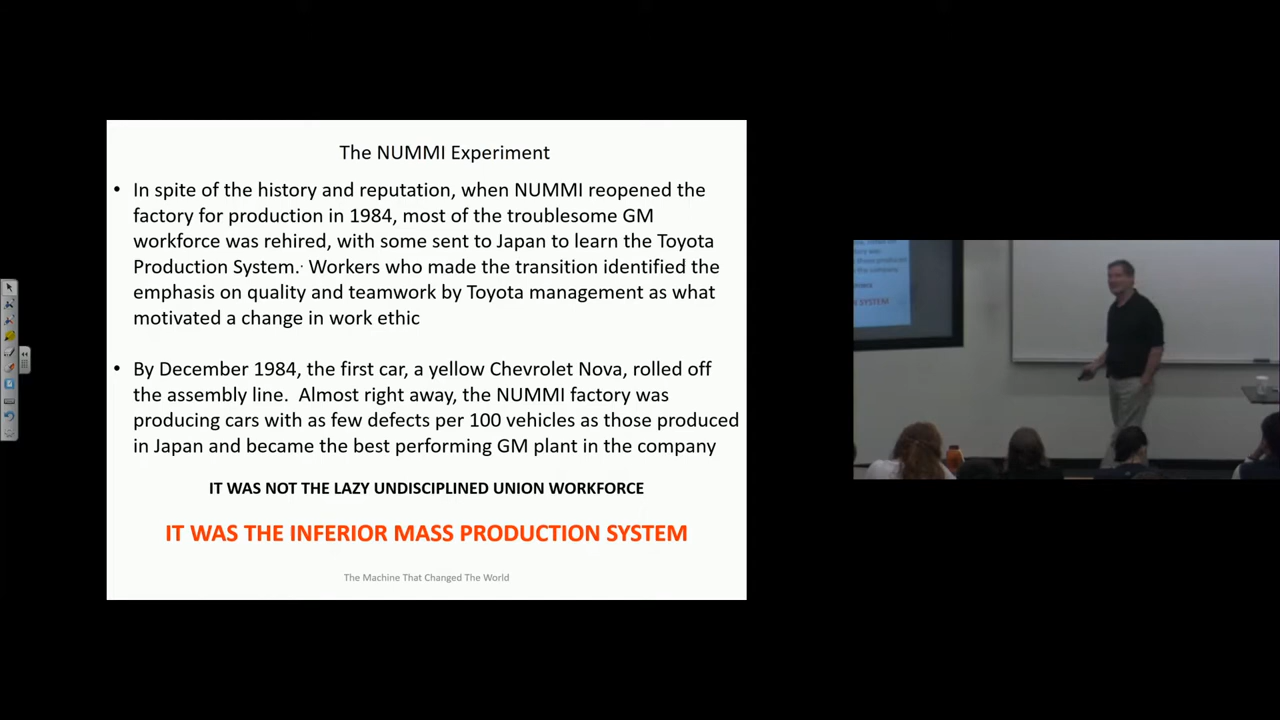 The NUMMI Experiment
• In spite of the history and reputation, when NUMMI reopened the
factory for production in 1984, most of the troublesome GM
workforce was rehired, with some sent to Japan to learn the Toyota
Production System. Workers who made the transition identified the
emphasis on quality and teamwork by Toyota management as what
motivated a change in work ethic
• By December 1984, the first car, a yellow Chevrolet Nova, rolled off
the assembly line. Almost right away, the NUMMI factory was
producing cars with as few defects per 100 vehicles as those produced
in Japan and became the best performing GM plant in the company
IT WAS NOT THE LAZY UNDISCIPLINED UNION WORKFORCE
IT WAS THE INFERIOR MASS PRODUCTION SYSTEM
The Machine That Changed The World
SYSTEM